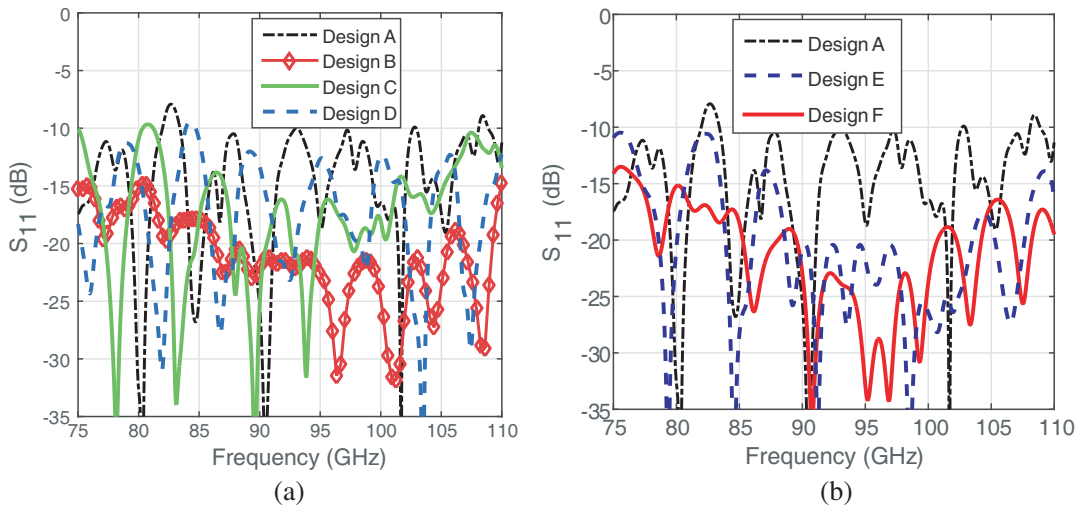 0
-5
-10
-15
-20
-25
-30
-35
S11 (dB)
Design A
Design B
Design C
Design D
75 80 85 90 95 100 105 110
Frequency (GHz)
(a)
0
-5
-10
-15
-20
-25
-30
-35
S11 (dB)
Design A
Design E
Design F
75 80 85 90 95 100 105 110
Frequency (GHz)
(b)